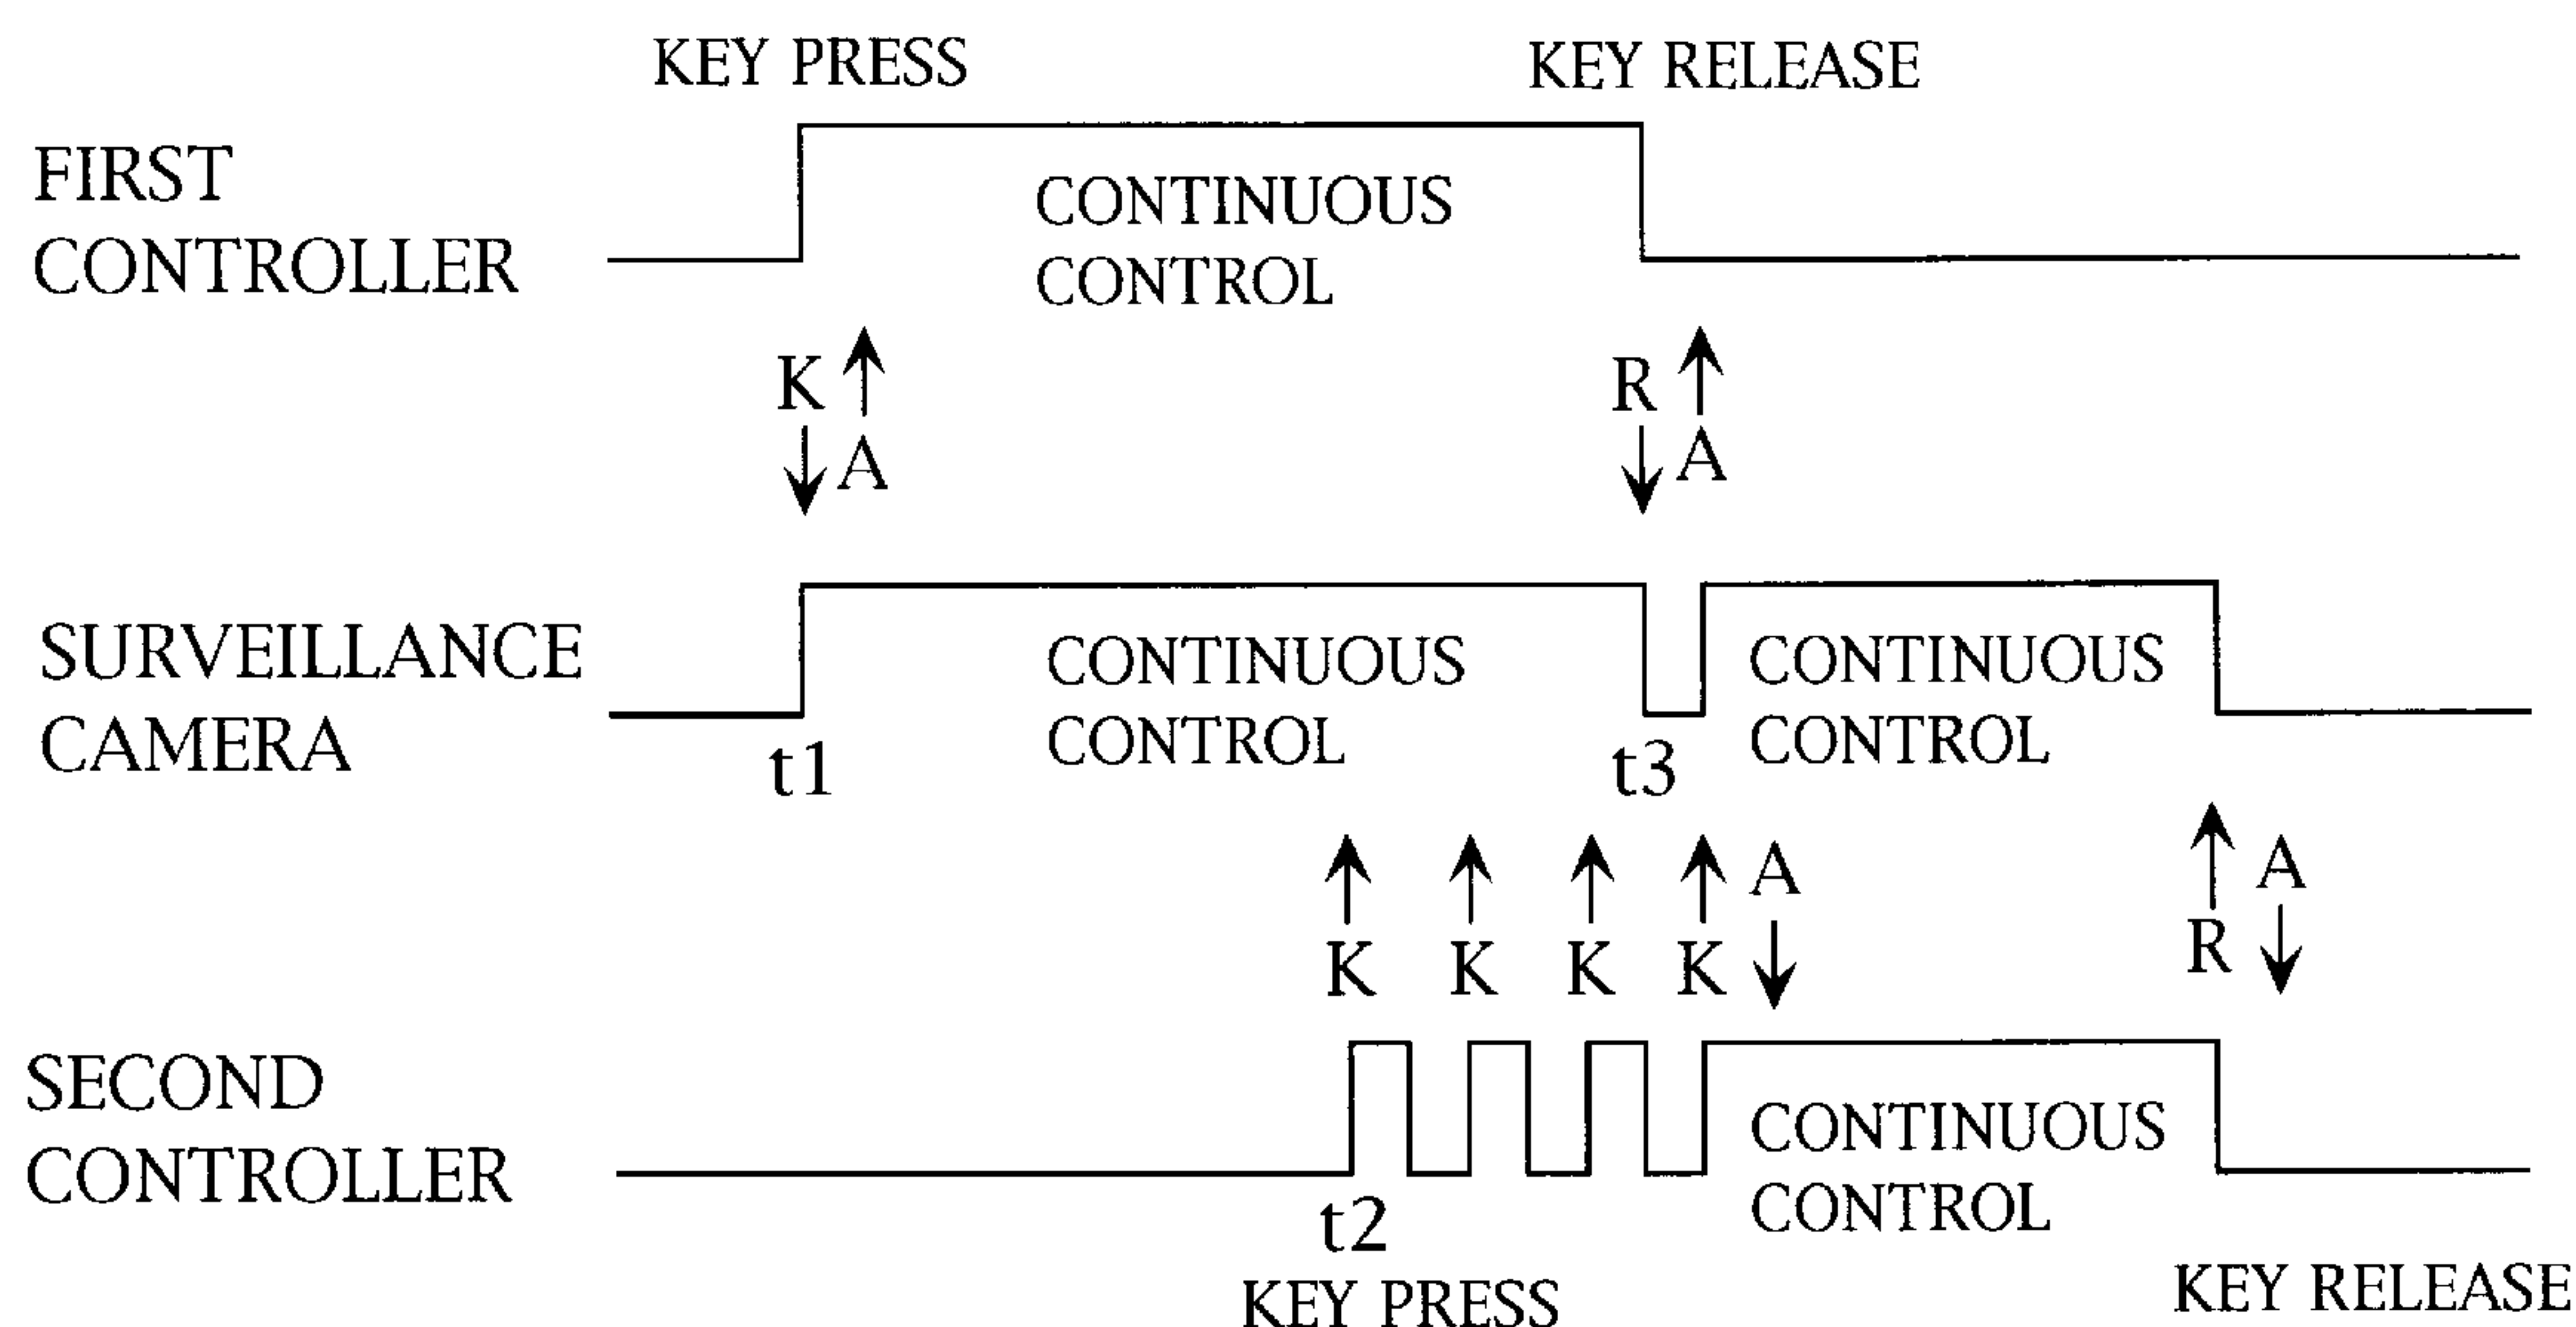 KEY PRESS
KEY RELEASE
FIRST
CONTROLLER
CONTINUOUS
CONTROL
K
A
R
A
SURVEILLANCE
CAMERA
CONTINUOUS
CONTROL
CONTINUOUS
CONTROL
t1
t3
K
K
K
K
A
R
A
SECOND
CONTROLLER
CONTINUOUS
CONTROL
t2
KEY PRESS
KEY RELEASE